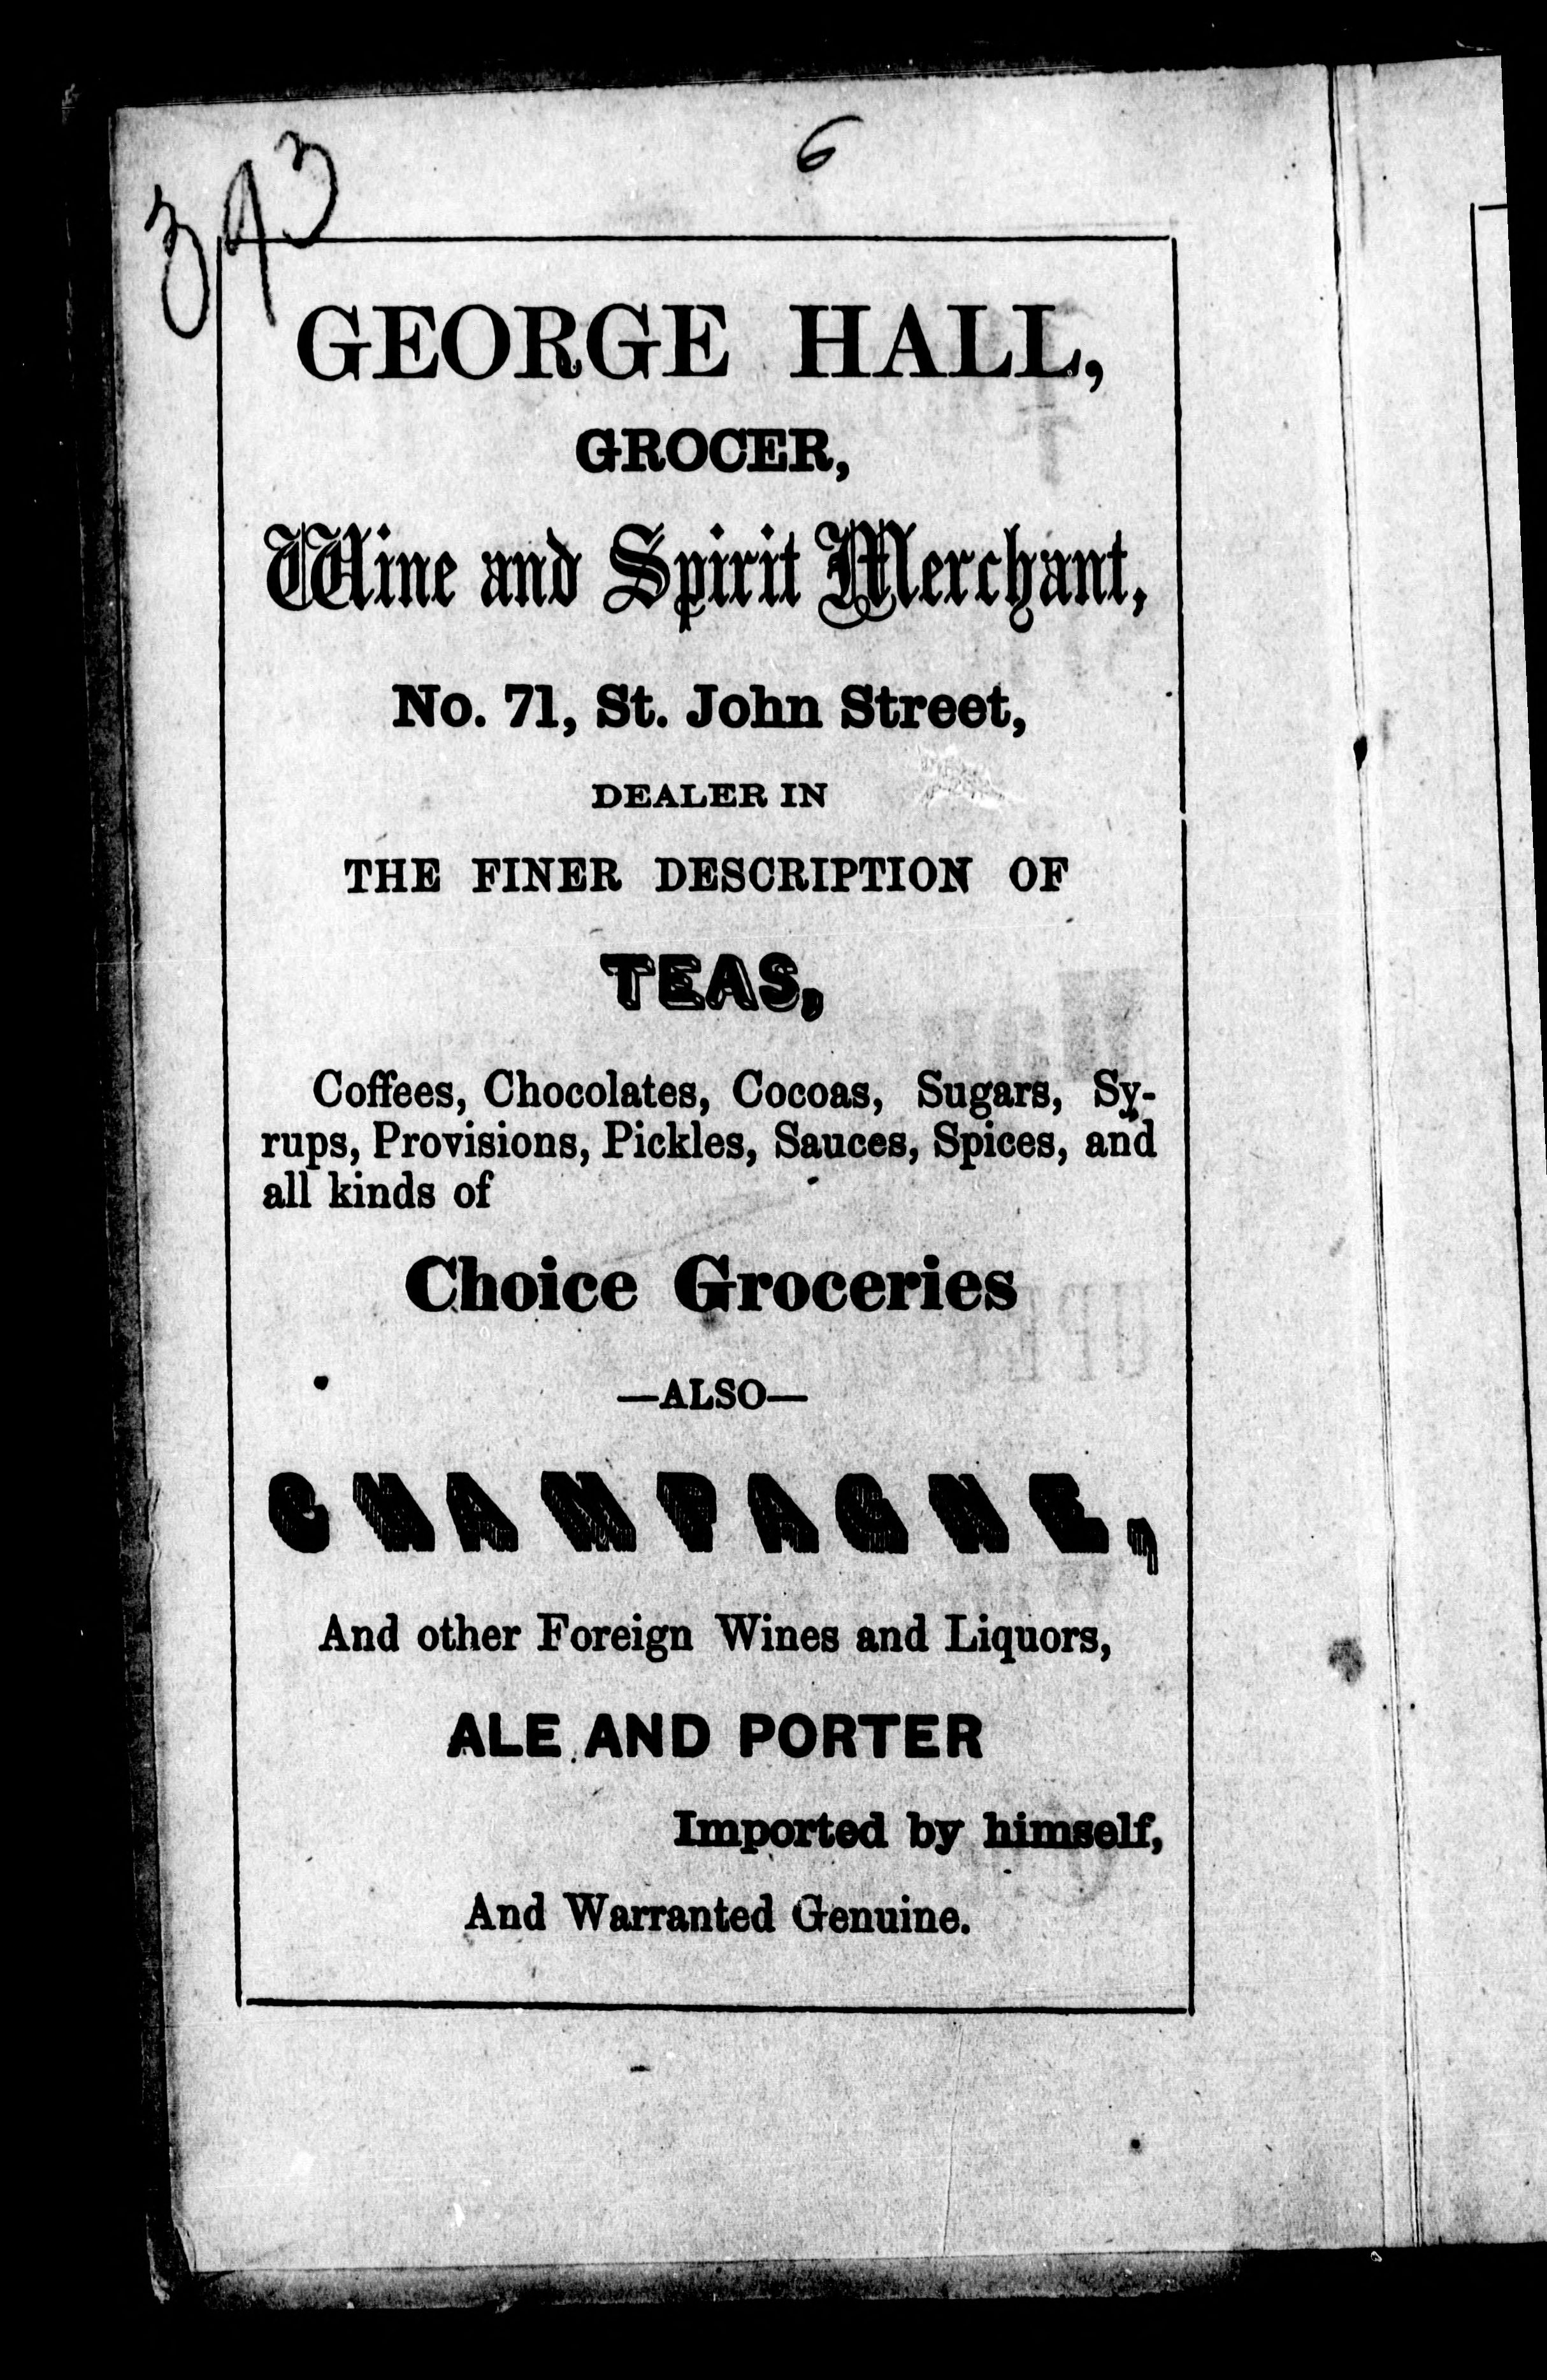 393
6
GEORGE HALL,
GROCER,
Wine and Spirit Merchant,
No. 71, St. John Street,
DEALER IN
THE FINER DESCRIPTION OF
TEAS,
Coffees, Chocolates, Cocoas, Sugars, Sy-
rups, Provisions, Pickles, Sauces, Spices, and
all kinds of
Choice Groceries
—ALSO—
CHAMPAGNE,
And other Foreign Wines and Liquors,
ALE AND PORTER
Imported by himself,
And Warranted Genuine.